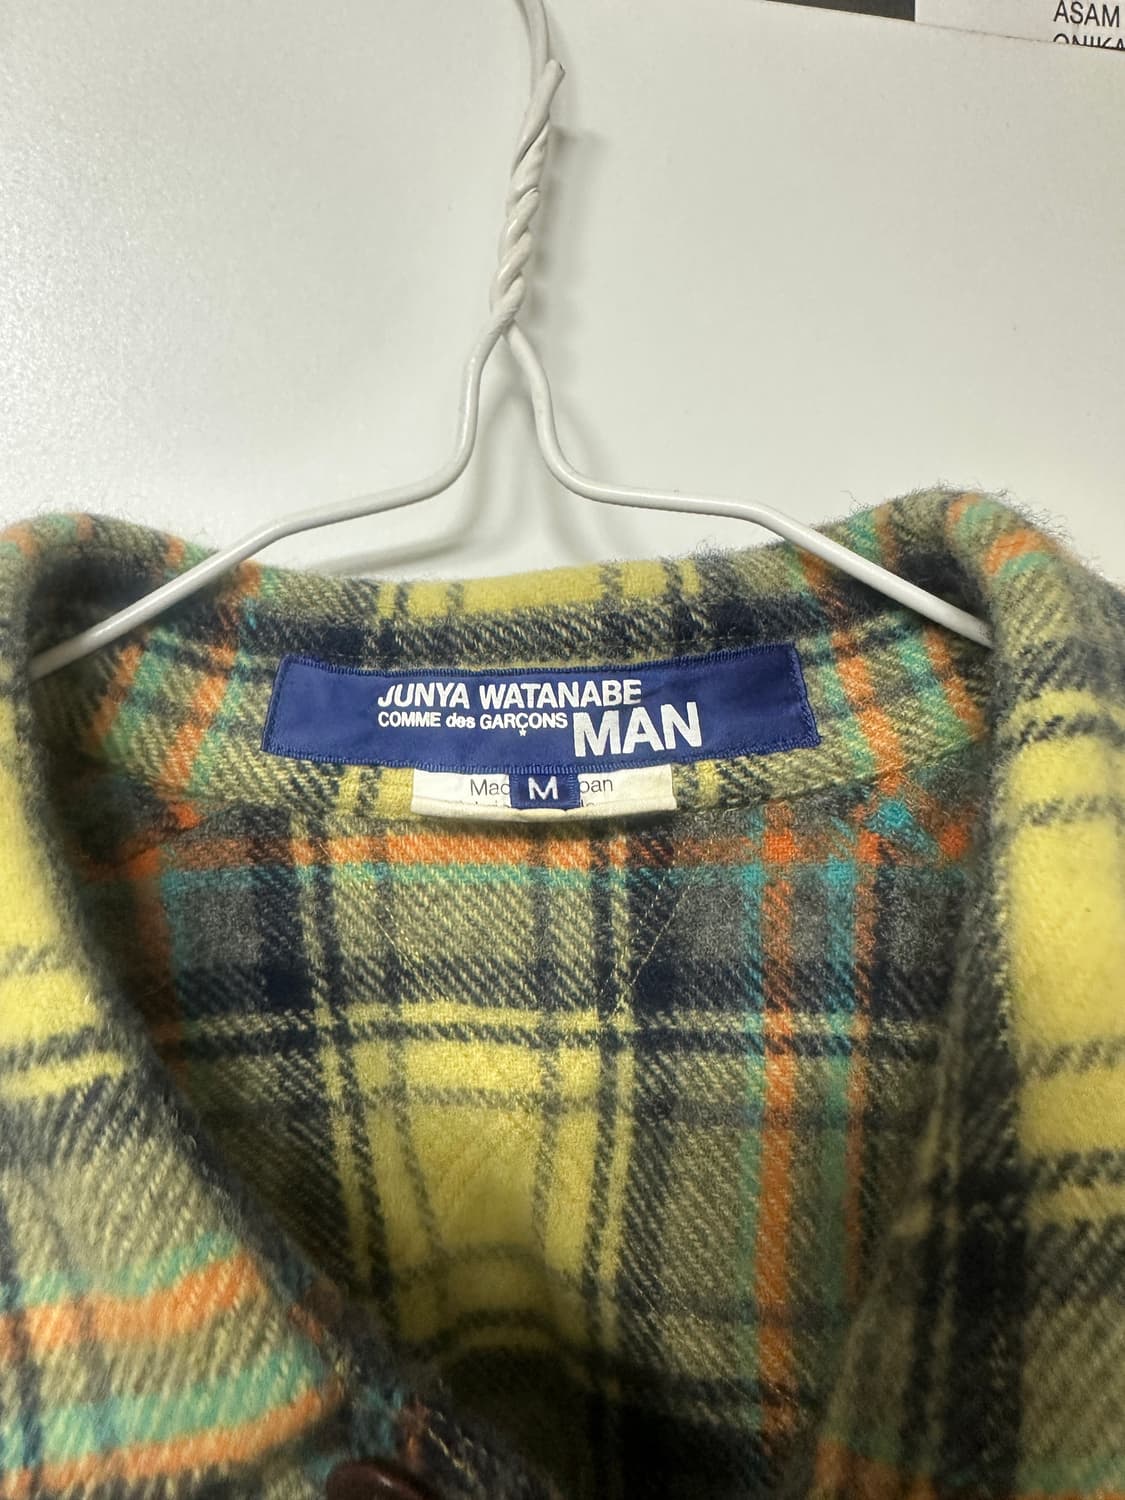 ASAM
JUNYA WATANABE
COMME des GARÇONS MAN
M